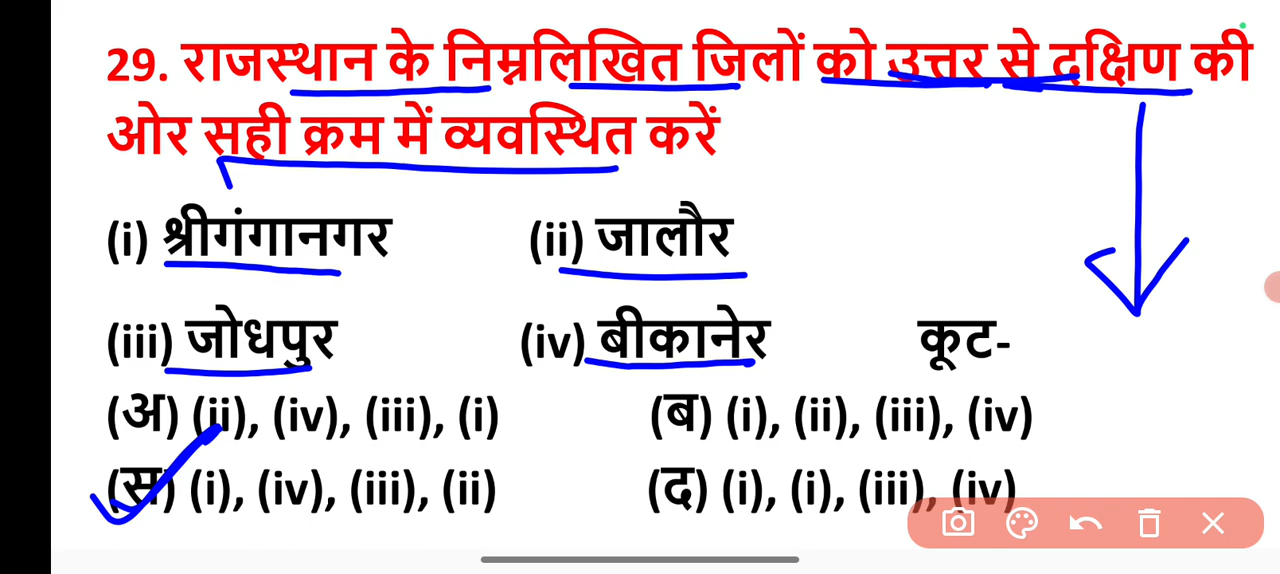 29. राजस्थान के निम्नलिखित जिलों को उत्तर से दक्षिण की
ओर सही क्रम में व्यवस्थित करें
(i) श्रीगंगानगर (ii) जालौर
(iii) जोधपुर (iv) बीकानेर कूट-
(अ) (ii), (iv), (iii), (i) (ब) (i), (ii), (iii), (iv)
(स) (i), (iv), (iii), (ii) (द) (i), (i), (iii), (iv)